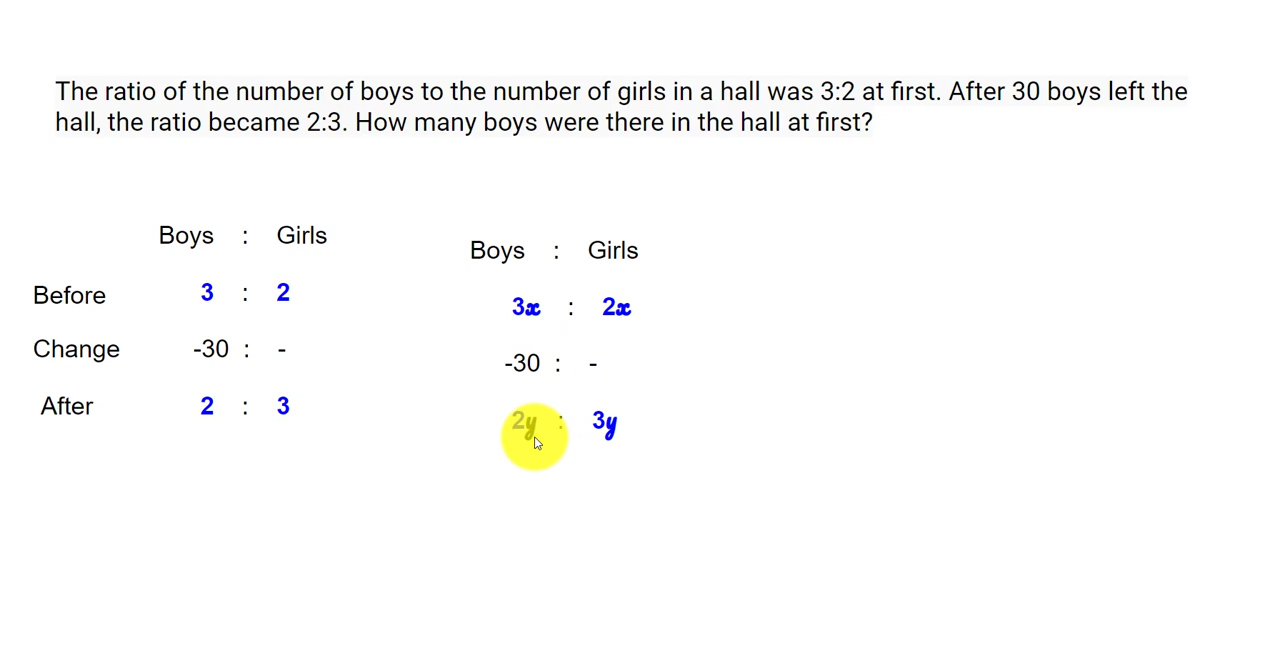 The ratio of the number of boys to the number of girls in a hall was 3:2 at first. After 30 boys left the
hall, the ratio became 2:3. How many boys were there in the hall at first?
Boys : Girls
Before 3 : 2
Change -30 : -
After 2 : 3
Boys : Girls
3x : 2x
-30 : -
2y : 3y